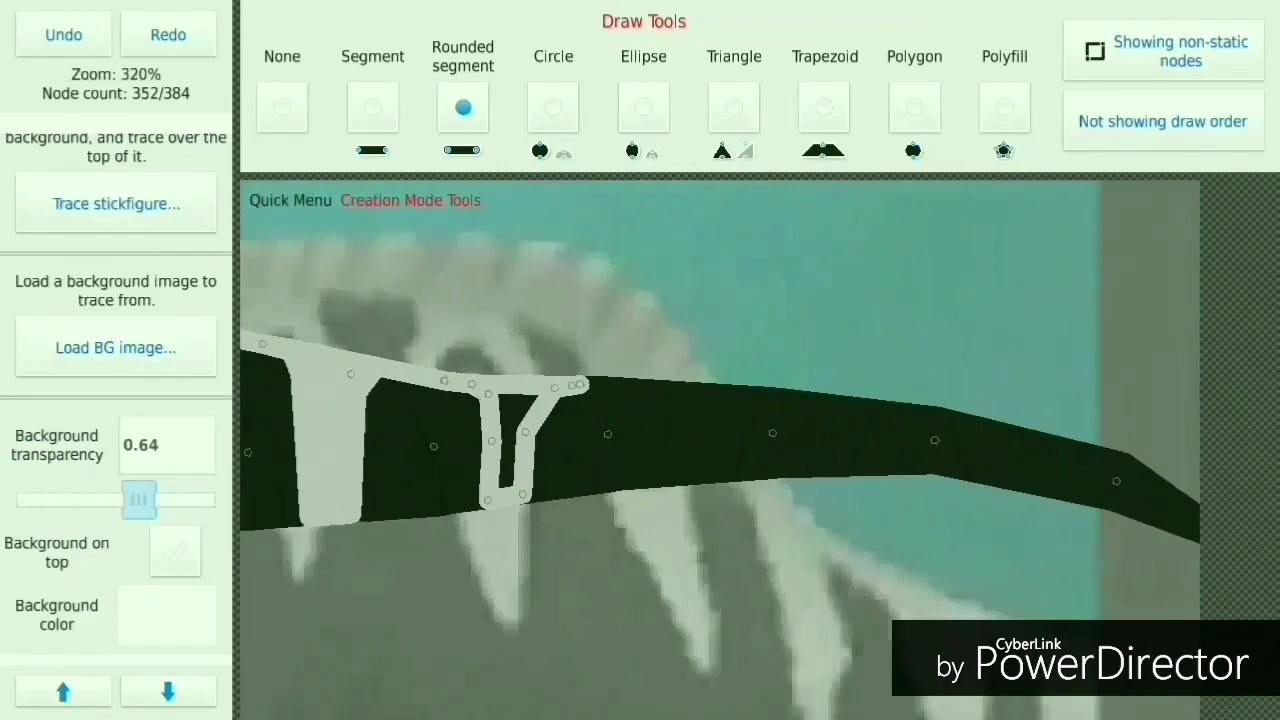 Undo
Redo
Zoom: 320%
Node count: 352/384
background, and trace over the
top of it.
Trace stickfigure...
Load a background image to
trace from.
Load BG image...
Background
transparency
0.64
Background on
top
Background
color
Draw Tools
None
Segment
Rounded
segment
Circle
Ellipse
Triangle
Trapezoid
Polygon
Polyfill
Showing non-static
nodes
Not showing draw order
Quick Menu Creation Mode Tools
CyberLink
by PowerDirector